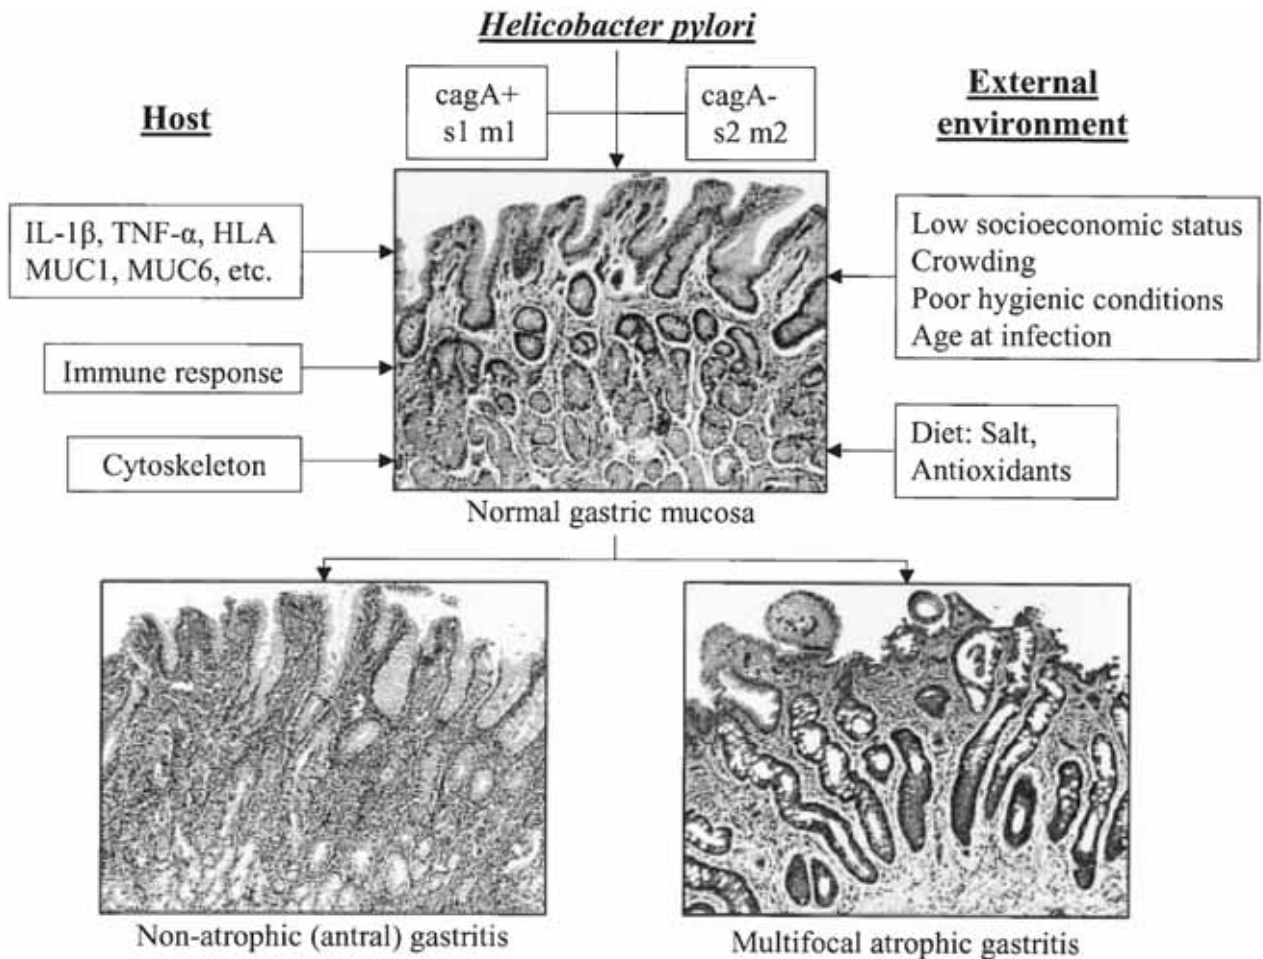 Helicobacter pylori
cagA+
s1 m1
cagA-
s2 m2
Host
External
environment
IL-1β, TNF-α, HLA
MUC1, MUC6, etc.
Immune response
Cytoskeleton
Low socioeconomic status
Crowding
Poor hygienic conditions
Age at infection
Diet: Salt,
Antioxidants
Normal gastric mucosa
Non-atrophic (antral) gastritis
Multifocal atrophic gastritis